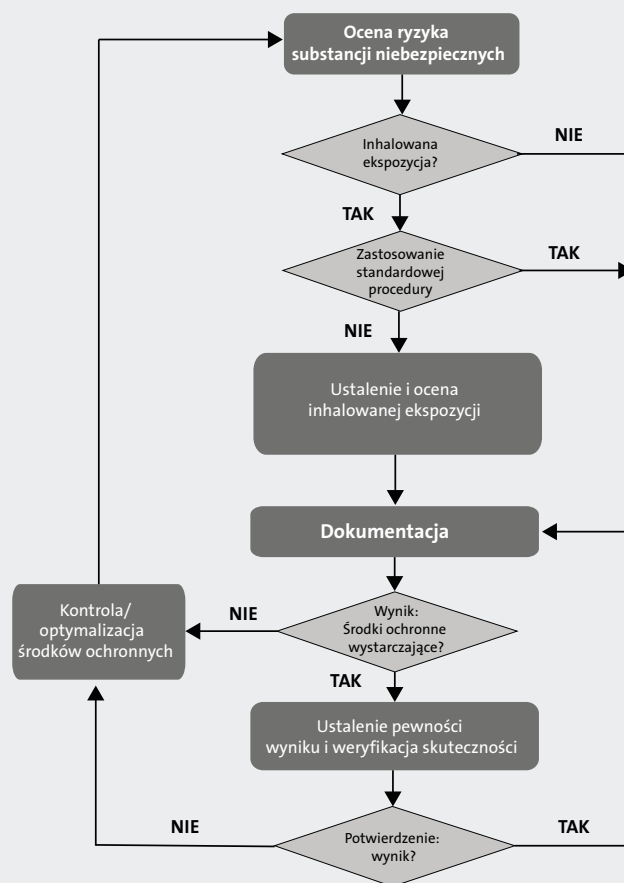 Ocena ryzyka
substancji niebezpiecznych
Inhalowana
ekspozycja?
NIE
TAK
Zastosowanie
standardowej
procedury
TAK
NIE
Ustalenie i ocena
inhalowanej ekspozycji
Dokumentacja
Kontrola/
optymalizacja
środków ochronnych
NIE
Wynik:
Środki ochronne
wystarczające?
TAK
Ustalenie pewności
wyniku i weryfikacja skuteczności
NIE
Potwierdzenie:
wynik?
TAK